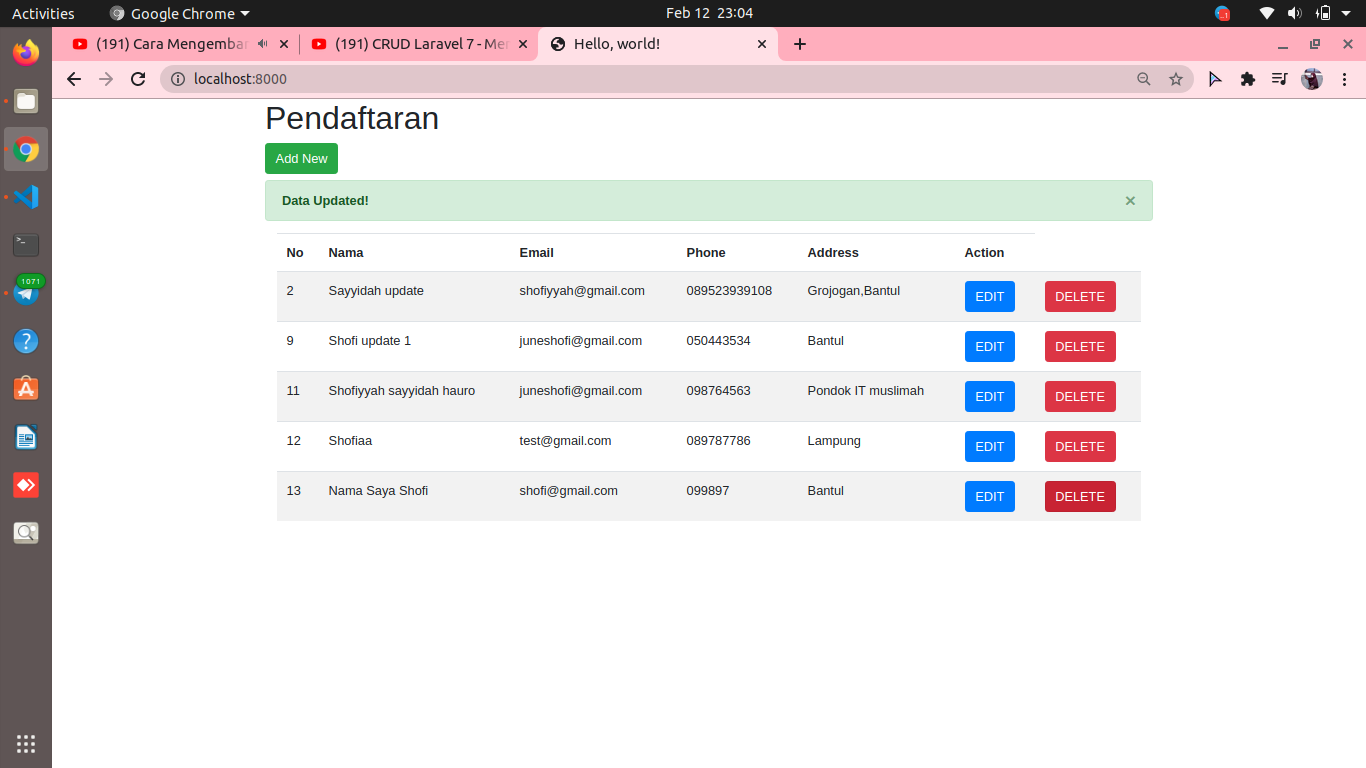 Activities Google Chrome Feb 12 23:04
(191) Cara Mengembar (191) CRUD Laravel 7 - Mer Hello, world!
localhost:8000
Pendaftaran
Add New
Data Updated! ×
No Nama Email Phone Address Action
2 Sayyidah update shofiyyah@gmail.com 089523939108 Grojogan,Bantul EDIT DELETE
9 Shofi update 1 juneshofi@gmail.com 050443534 Bantul EDIT DELETE
11 Shofiyyah sayyidah hauro juneshofi@gmail.com 098764563 Pondok IT muslimah EDIT DELETE
12 Shofiaa test@gmail.com 089787786 Lampung EDIT DELETE
13 Nama Saya Shofi shofi@gmail.com 099897 Bantul EDIT DELETE
1071